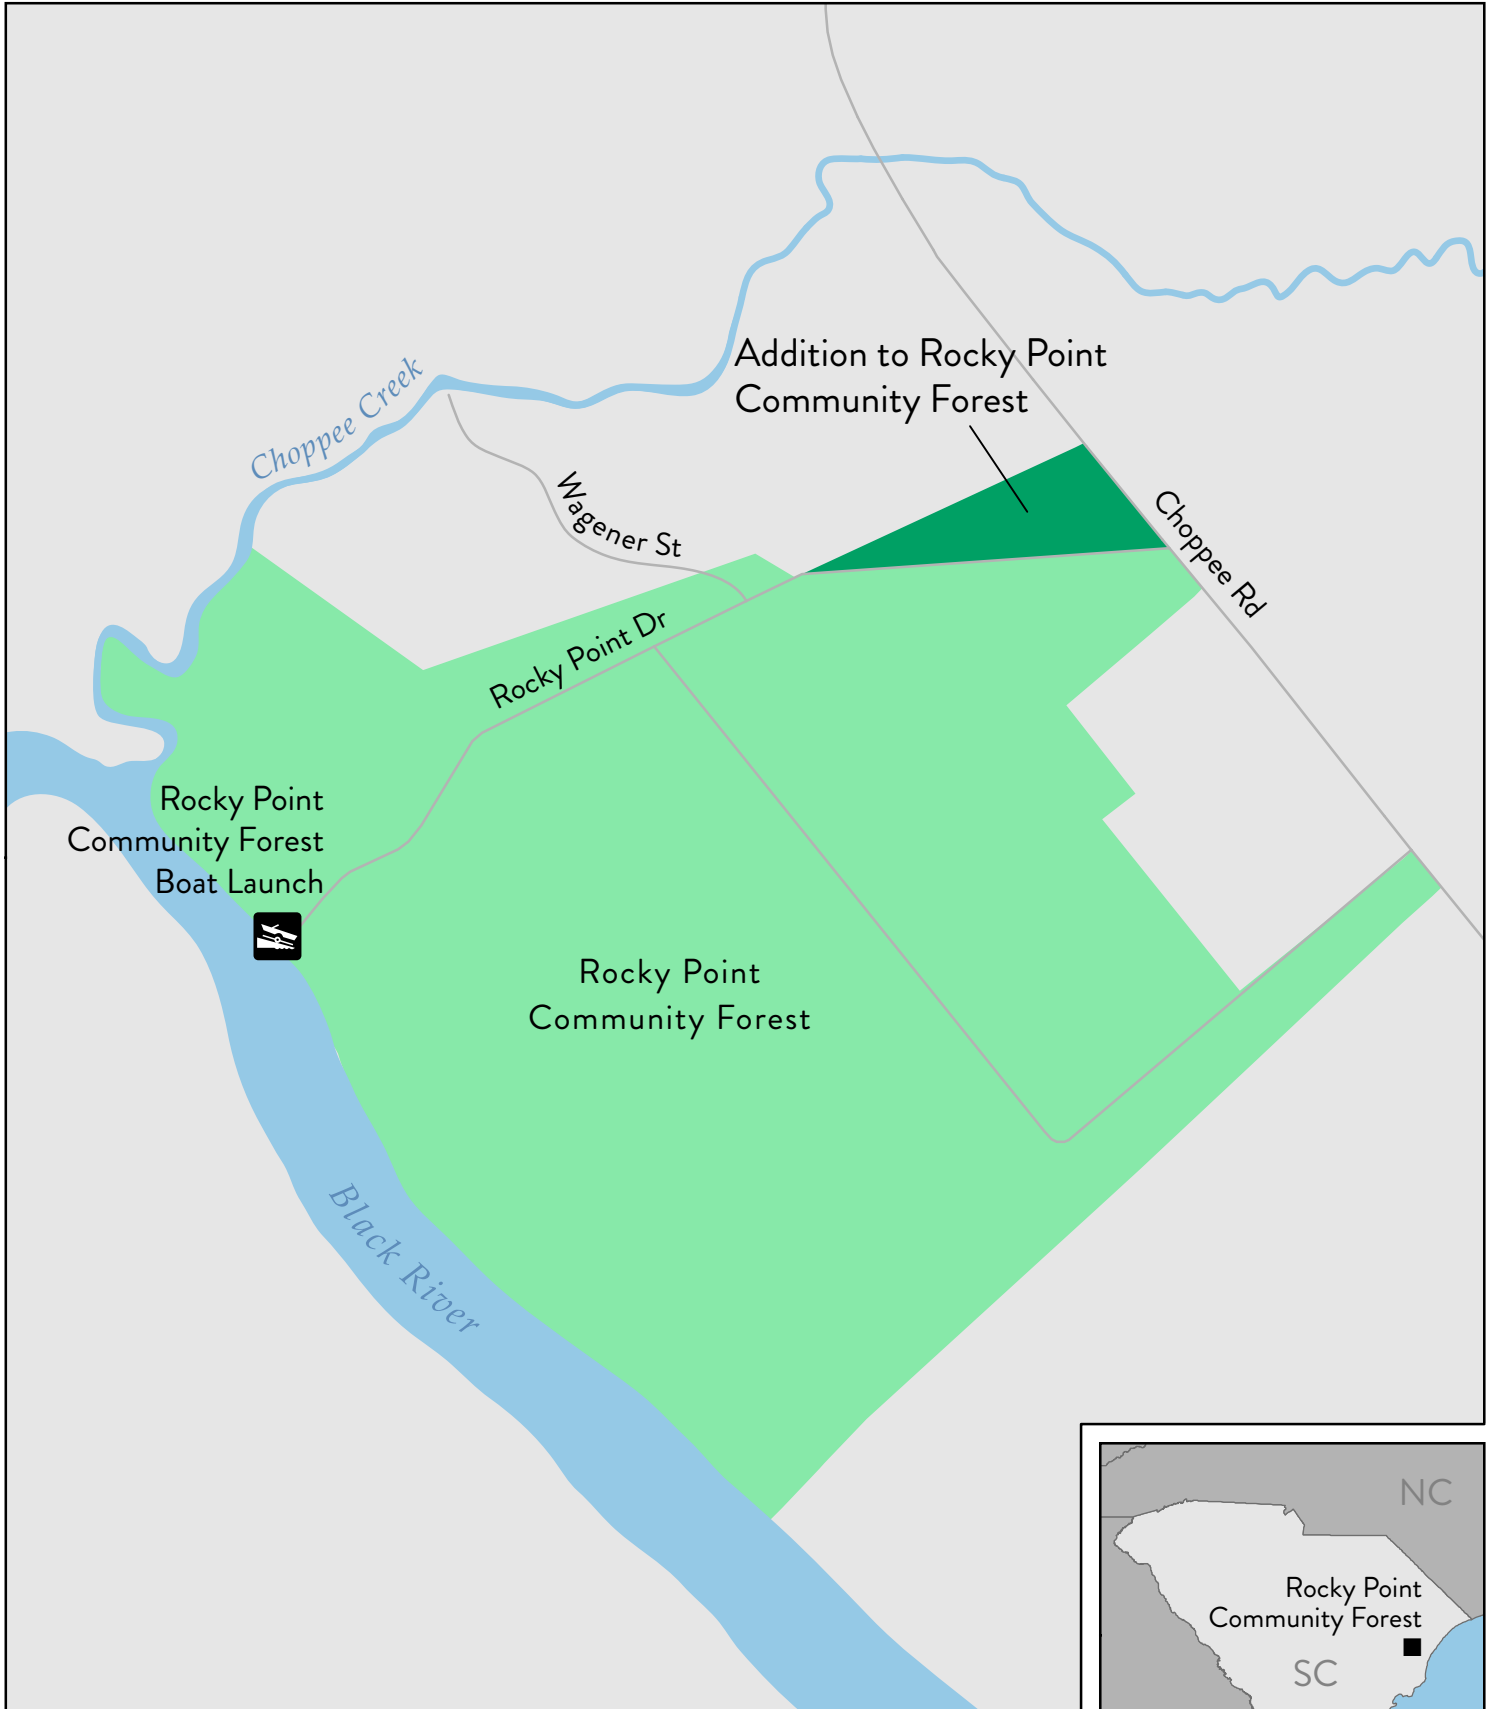 Addition to Rocky Point
Community Forest
Choppee Creek
Wagener St
Choppee Rd
Rocky Point Dr
Rocky Point
Community Forest
Boat Launch
Rocky Point
Community Forest
Black River
NC
Rocky Point
Community Forest
SC